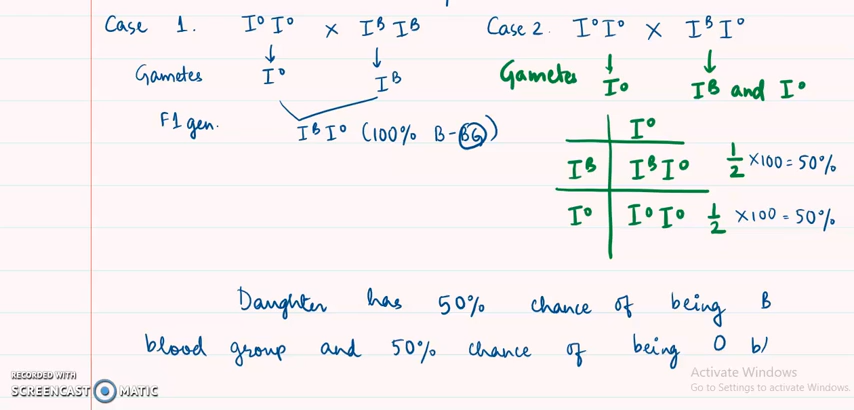 Case 1. I⁰ I⁰ × Iᴮ Iᴮ
Gametes I⁰ Iᴮ
F1 gen. Iᴮ I⁰ (100% B-BG)
Case 2. I⁰ I⁰ × Iᴮ I⁰
Gametes I⁰ Iᴮ and I⁰
I⁰
Iᴮ Iᴮ I⁰ 1/2 ×100 = 50%
I⁰ I⁰ I⁰ 1/2 ×100 = 50%
Daughter has 50% chance of being B
blood group and 50% chance of being O
Activate Windows
Go to Settings to activate Windows.
RECORDED WITH
SCREENCAST MATIC